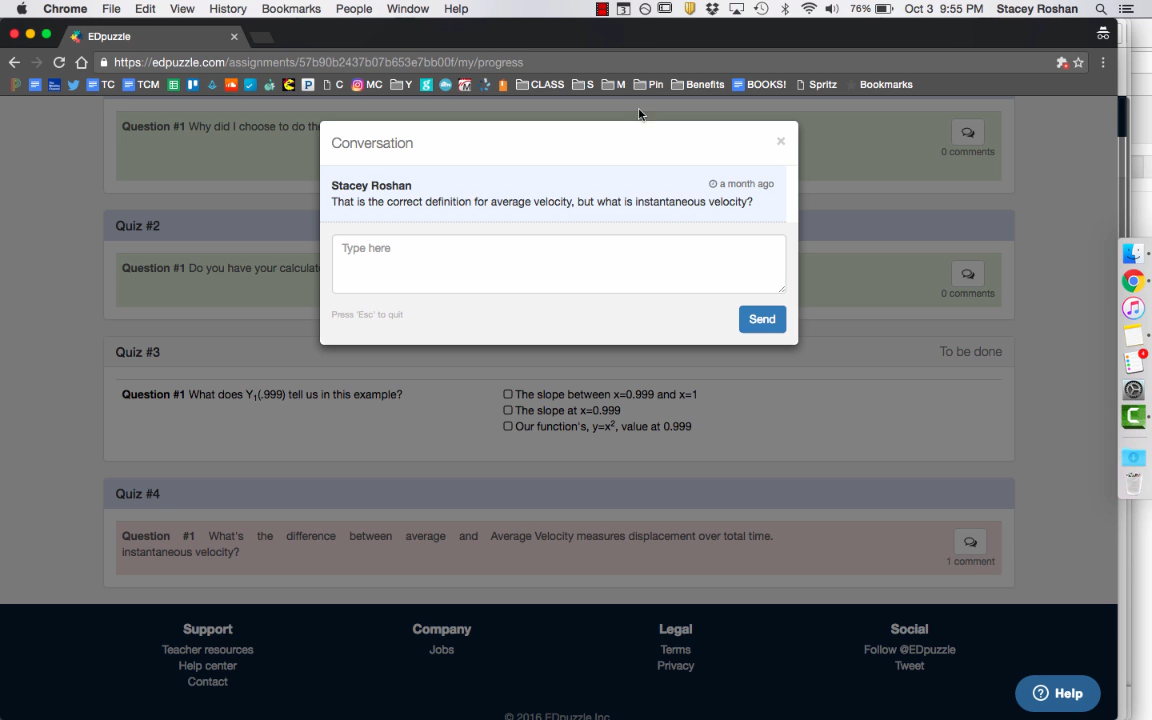 Chrome File Edit View History Bookmarks People Window Help 3 76% Oct 3 9:55 PM Stacey Roshan
EDpuzzle
https://edpuzzle.com/assignments/57b90b2437b07b653e7bb00f/my/progress
TC TCM C MC Y CLASS S M Pin Benefits BOOKS! Spritz Bookmarks
Question #1 Why did I choose to do th
0 comments
Conversation ×
Stacey Roshan a month ago
That is the correct definition for average velocity, but what is instantaneous velocity?
Type here
Press 'Esc' to quit
Send
Quiz #2
Question #1 Do you have your calculat
0 comments
Quiz #3 To be done
Question #1 What does Y1(.999) tell us in this example?
The slope between x=0.999 and x=1
The slope at x=0.999
Our function's, y=x², value at 0.999
Quiz #4
Question #1 What's the difference between average and
instantaneous velocity?
Average Velocity measures displacement over total time.
1 comment
Support
Teacher resources
Help center
Contact
Company
Jobs
Legal
Terms
Privacy
Social
Follow @EDpuzzle
Tweet
Help
© 2016 EDpuzzle Inc.